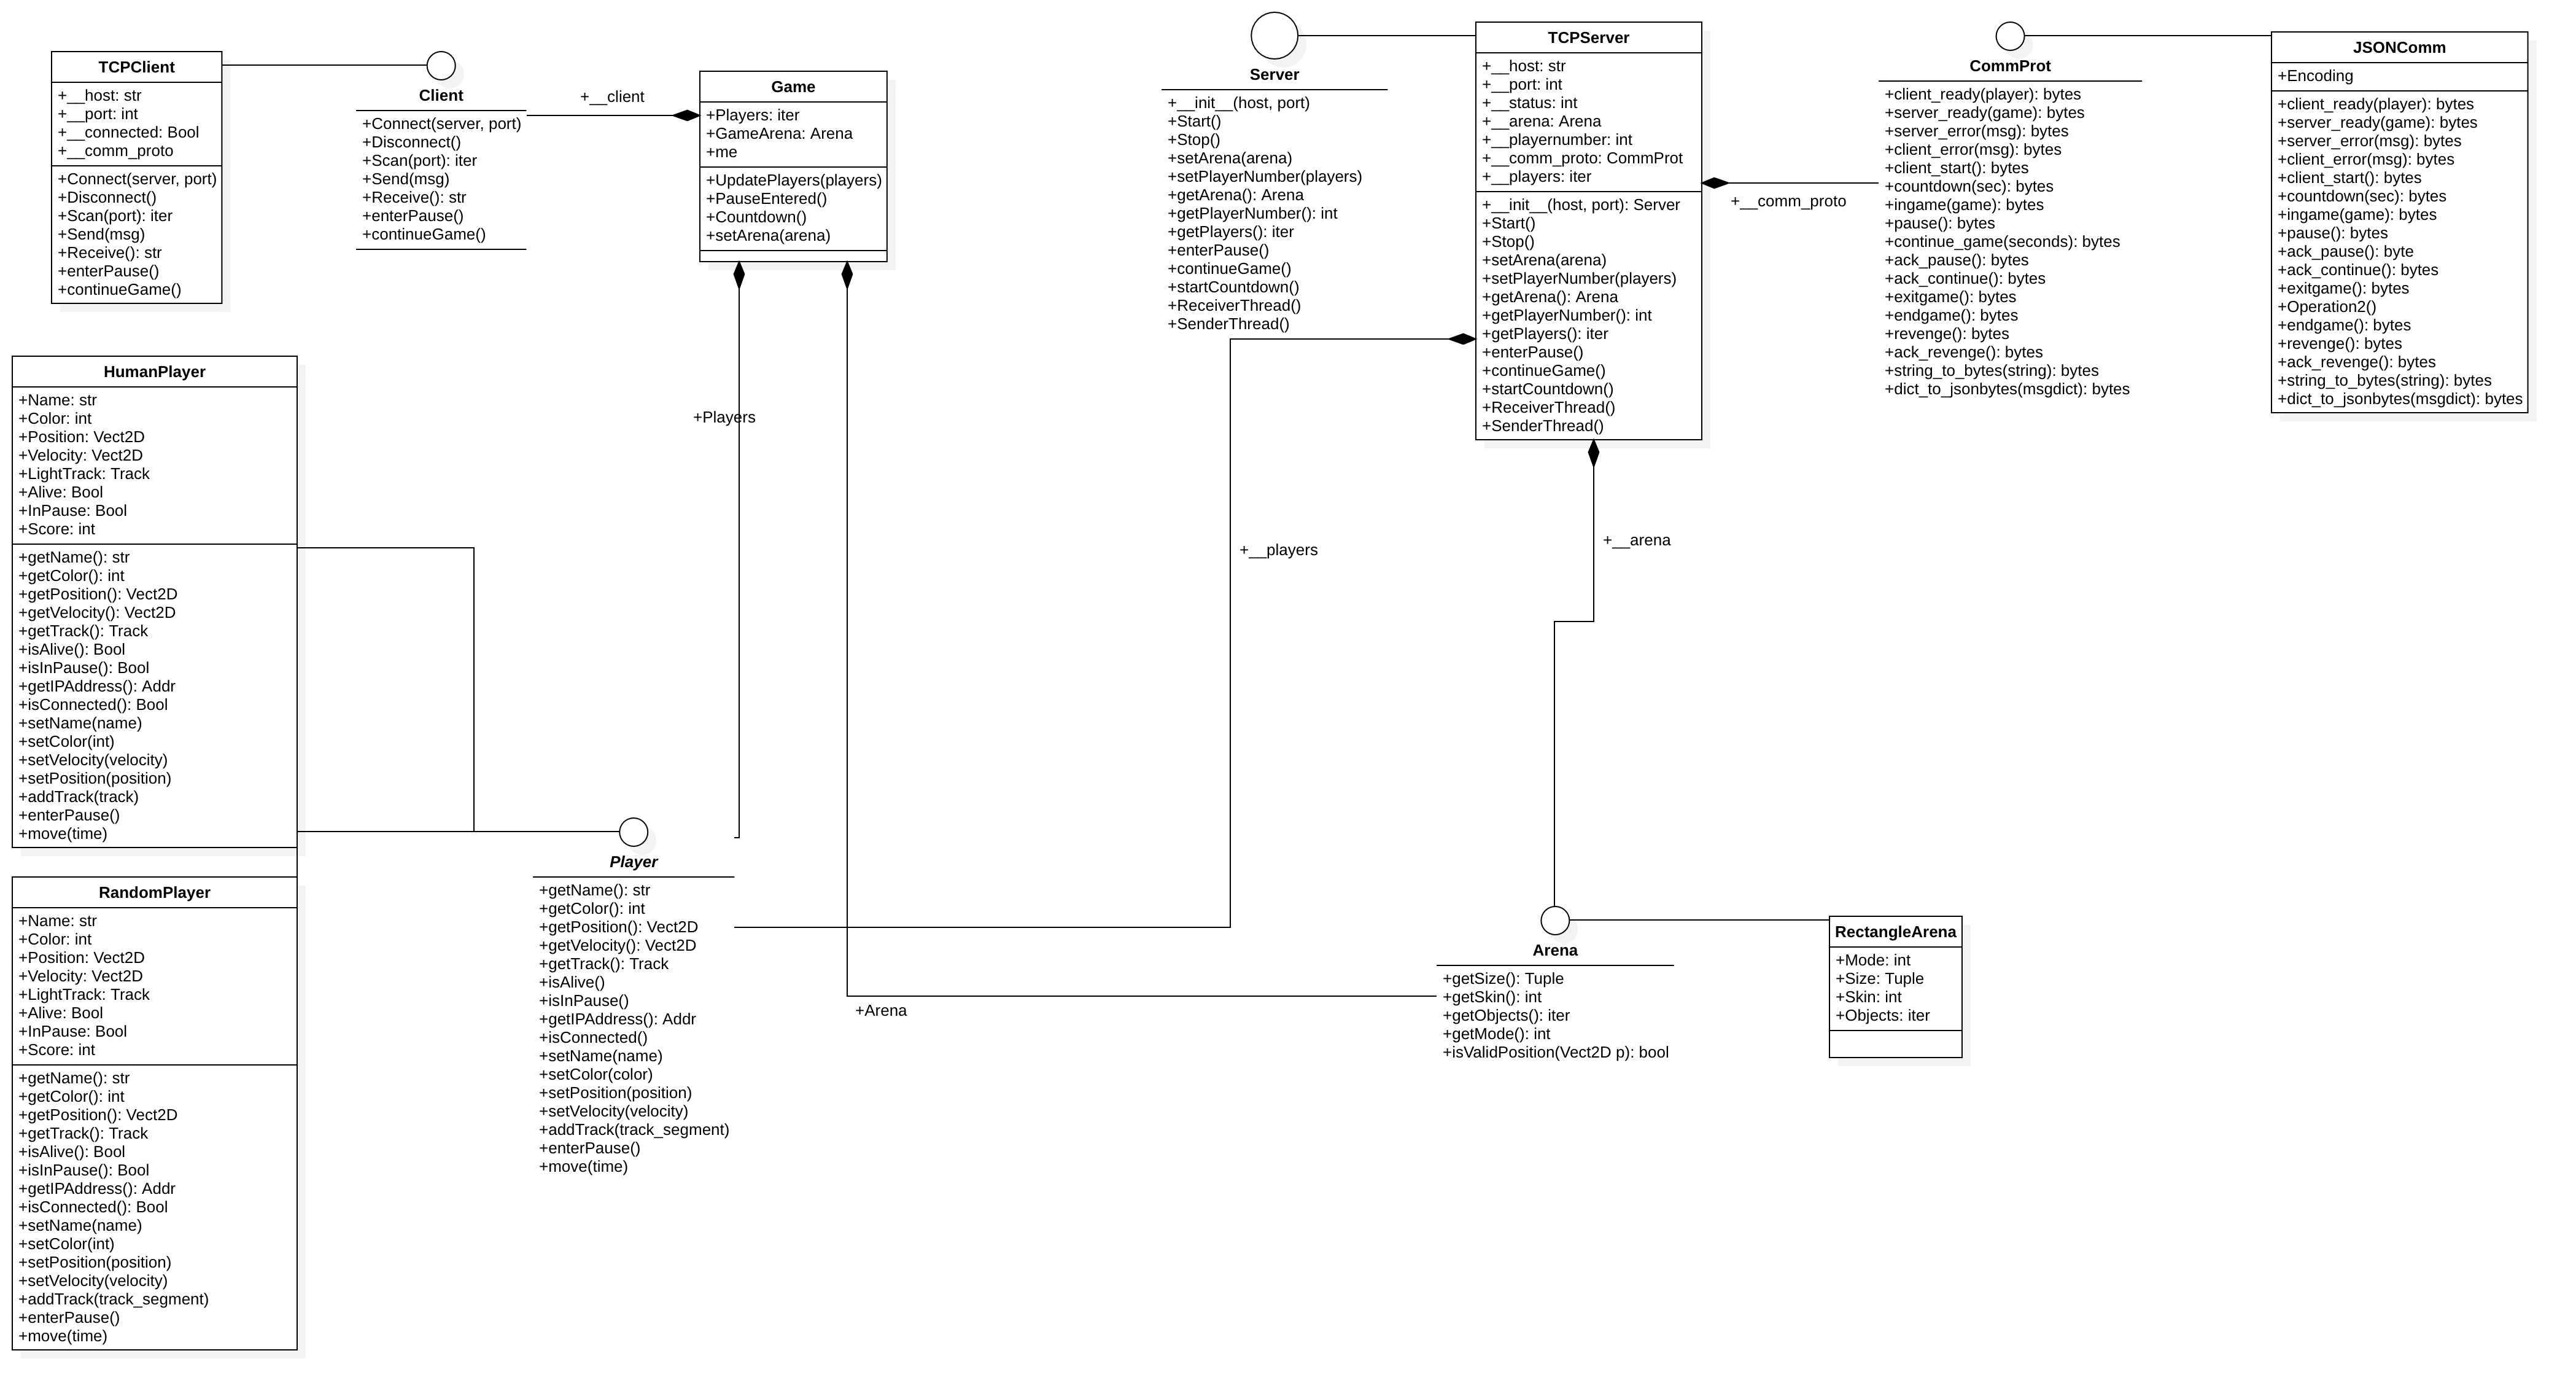 TCPClient
+__host: str
+__port: int
+__connected: Bool
+__comm_proto
+Connect(server, port)
+Disconnect()
+Scan(port): iter
+Send(msg)
+Receive(): str
+enterPause()
+continueGame()
Client
+Connect(server, port)
+Disconnect()
+Scan(port): iter
+Send(msg)
+Receive(): str
+enterPause()
+continueGame()
+__client
Game
+Players: iter
+GameArena: Arena
+me
+UpdatePlayers(players)
+PauseEntered()
+Countdown()
+setArena(arena)
Server
+__init__(host, port)
+Start()
+Stop()
+setArena(arena)
+setPlayerNumber(players)
+getArena(): Arena
+getPlayerNumber(): int
+getPlayers(): iter
+enterPause()
+continueGame()
+startCountdown()
+ReceiverThread()
+SenderThread()
TCPServer
+__host: str
+__port: int
+__status: int
+__arena: Arena
+__playernumber: int
+__comm_proto: CommProt
+__players: iter
+__init__(host, port): Server
+Start()
+Stop()
+setArena(arena)
+setPlayerNumber(players)
+getArena(): Arena
+getPlayerNumber(): int
+getPlayers(): iter
+enterPause()
+continueGame()
+startCountdown()
+ReceiverThread()
+SenderThread()
+__comm_proto
CommProt
+client_ready(player): bytes
+server_ready(game): bytes
+server_error(msg): bytes
+client_error(msg): bytes
+client_start(): bytes
+countdown(sec): bytes
+ingame(game): bytes
+pause(): bytes
+continue_game(seconds): bytes
+ack_pause(): bytes
+ack_continue(): bytes
+exitgame(): bytes
+endgame(): bytes
+revenge(): bytes
+ack_revenge(): bytes
+string_to_bytes(string): bytes
+dict_to_jsonbytes(msgdict): bytes
JSONComm
+Encoding
+client_ready(player): bytes
+server_ready(game): bytes
+server_error(msg): bytes
+client_error(msg): bytes
+client_start(): bytes
+countdown(sec): bytes
+ingame(game): bytes
+pause(): bytes
+ack_pause(): byte
+ack_continue(): bytes
+exitgame(): bytes
+Operation2()
+endgame(): bytes
+revenge(): bytes
+ack_revenge(): bytes
+string_to_bytes(string): bytes
+dict_to_jsonbytes(msgdict): bytes
HumanPlayer
+Name: str
+Color: int
+Position: Vect2D
+Velocity: Vect2D
+LightTrack: Track
+Alive: Bool
+InPause: Bool
+Score: int
+getName(): str
+getColor(): int
+getPosition(): Vect2D
+getVelocity(): Vect2D
+getTrack(): Track
+isAlive(): Bool
+isInPause(): Bool
+getIPAddress(): Addr
+isConnected(): Bool
+setName(name)
+setColor(int)
+setVelocity(velocity)
+setPosition(position)
+addTrack(track)
+enterPause()
+move(time)
+Players
+__players
+__arena
RandomPlayer
+Name: str
+Color: int
+Position: Vect2D
+Velocity: Vect2D
+LightTrack: Track
+Alive: Bool
+InPause: Bool
+Score: int
+getName(): str
+getColor(): int
+getPosition(): Vect2D
+getTrack(): Track
+isAlive(): Bool
+isInPause(): Bool
+getIPAddress(): Addr
+isConnected(): Bool
+setName(name)
+setColor(int)
+setPosition(position)
+setVelocity(velocity)
+addTrack(track_segment)
+enterPause()
+move(time)
Player
+getName(): str
+getColor(): int
+getPosition(): Vect2D
+getVelocity(): Vect2D
+getTrack(): Track
+isAlive()
+isInPause()
+getIPAddress(): Addr
+isConnected()
+setName(name)
+setColor(color)
+setPosition(position)
+setVelocity(velocity)
+addTrack(track_segment)
+enterPause()
+move(time)
+Arena
Arena
+getSize(): Tuple
+getSkin(): int
+getObjects(): iter
+getMode(): int
+isValidPosition(Vect2D p): bool
RectangleArena
+Mode: int
+Size: Tuple
+Skin: int
+Objects: iter